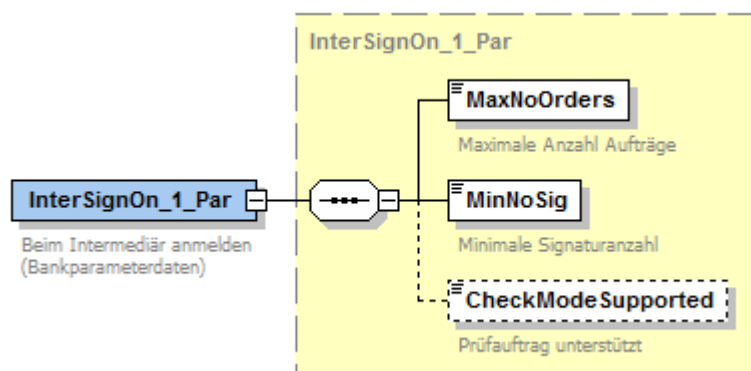 InterSignOn_1_Par
MaxNoOrders
Maximale Anzahl Aufträge
InterSignOn_1_Par
Beim Intermediär anmelden
(Bankparameterdaten)
MinNoSig
Minimale Signaturanzahl
CheckModeSupported
Prüfauftrag unterstützt